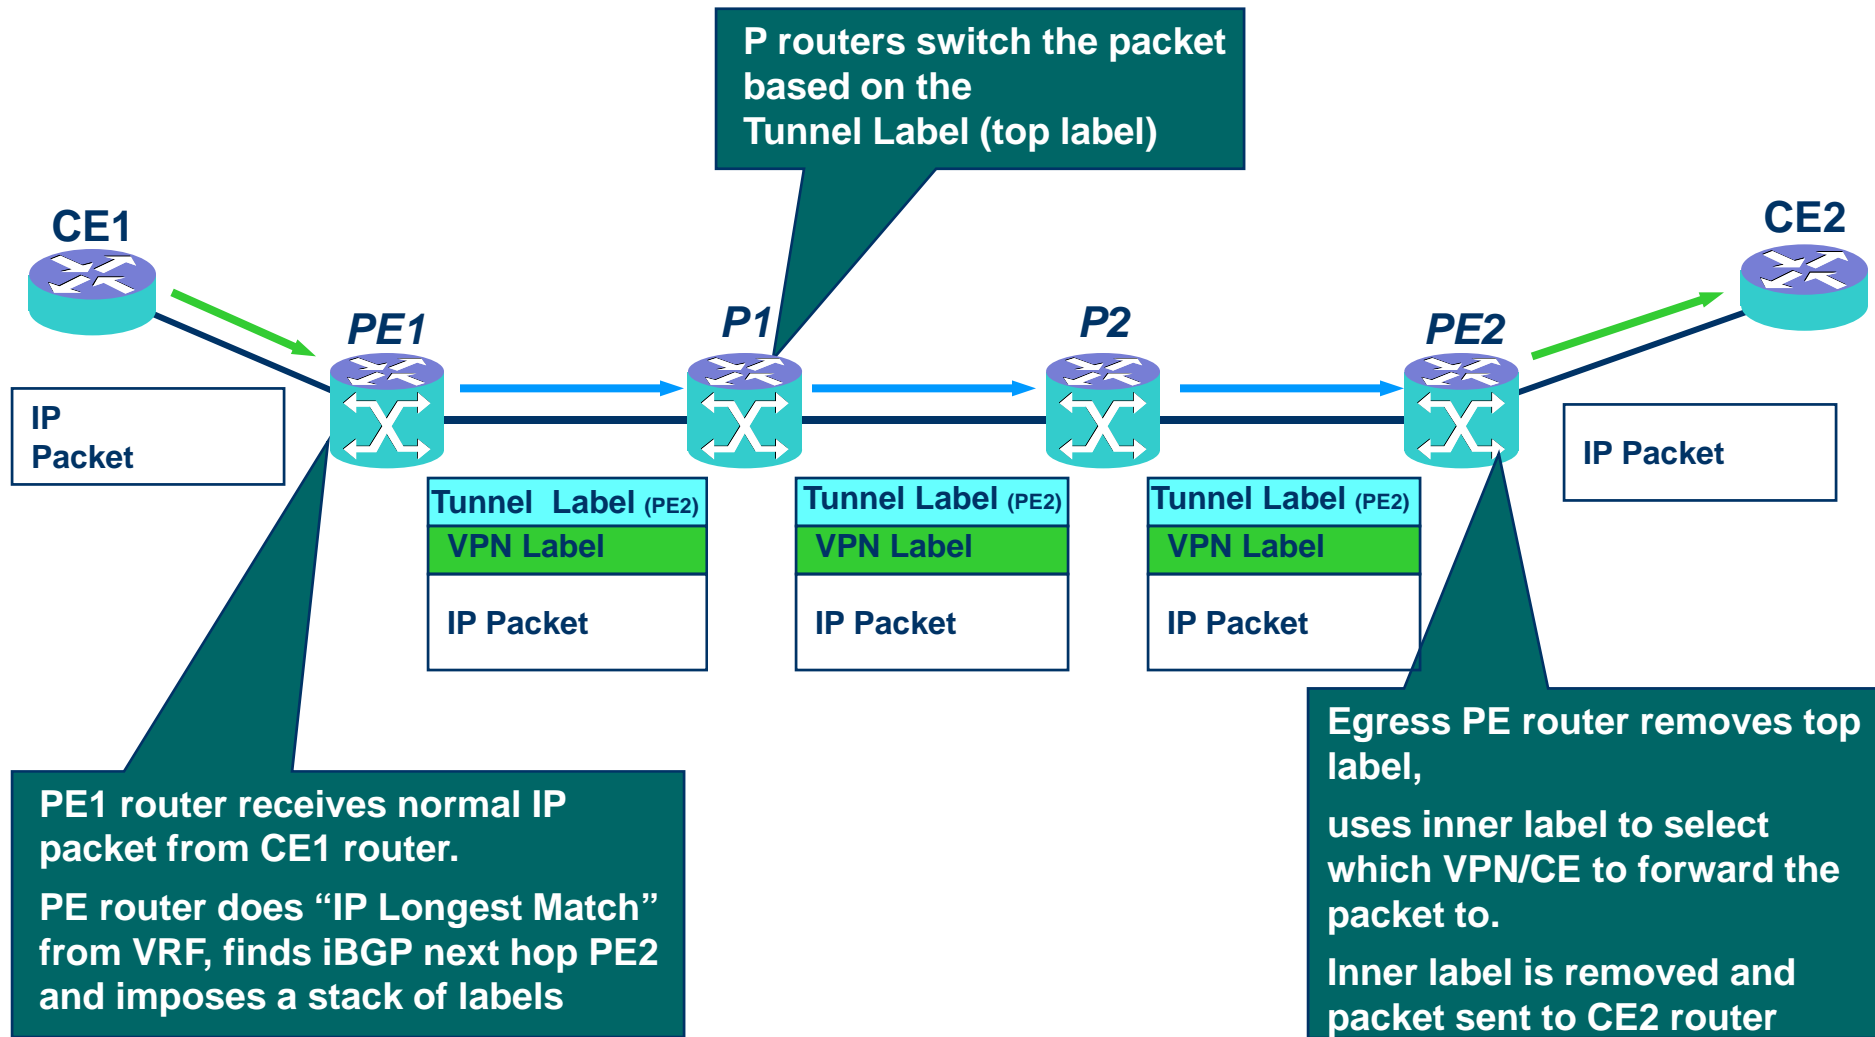 P routers switch the packet
based on the
Tunnel Label (top label)
CE1
CE2
PE1
P1
P2
PE2
IP
Packet
IP Packet
Tunnel Label (PE2)
VPN Label
IP Packet
Tunnel Label (PE2)
VPN Label
IP Packet
Tunnel Label (PE2)
VPN Label
IP Packet
PE1 router receives normal IP
packet from CE1 router.
PE router does “IP Longest Match”
from VRF, finds iBGP next hop PE2
and imposes a stack of labels
Egress PE router removes top
label,
uses inner label to select
which VPN/CE to forward the
packet to.
Inner label is removed and
packet sent to CE2 router